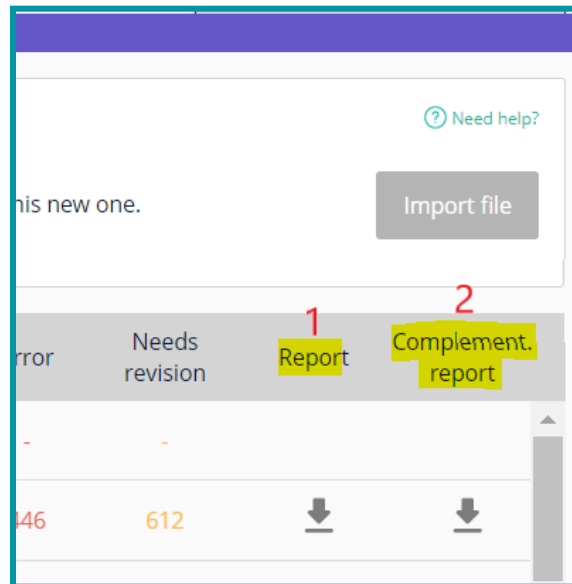 Need help?
his new one.
Import file
1
2
rror
Needs
revision
Report
Complement.
report
-
-
446
612